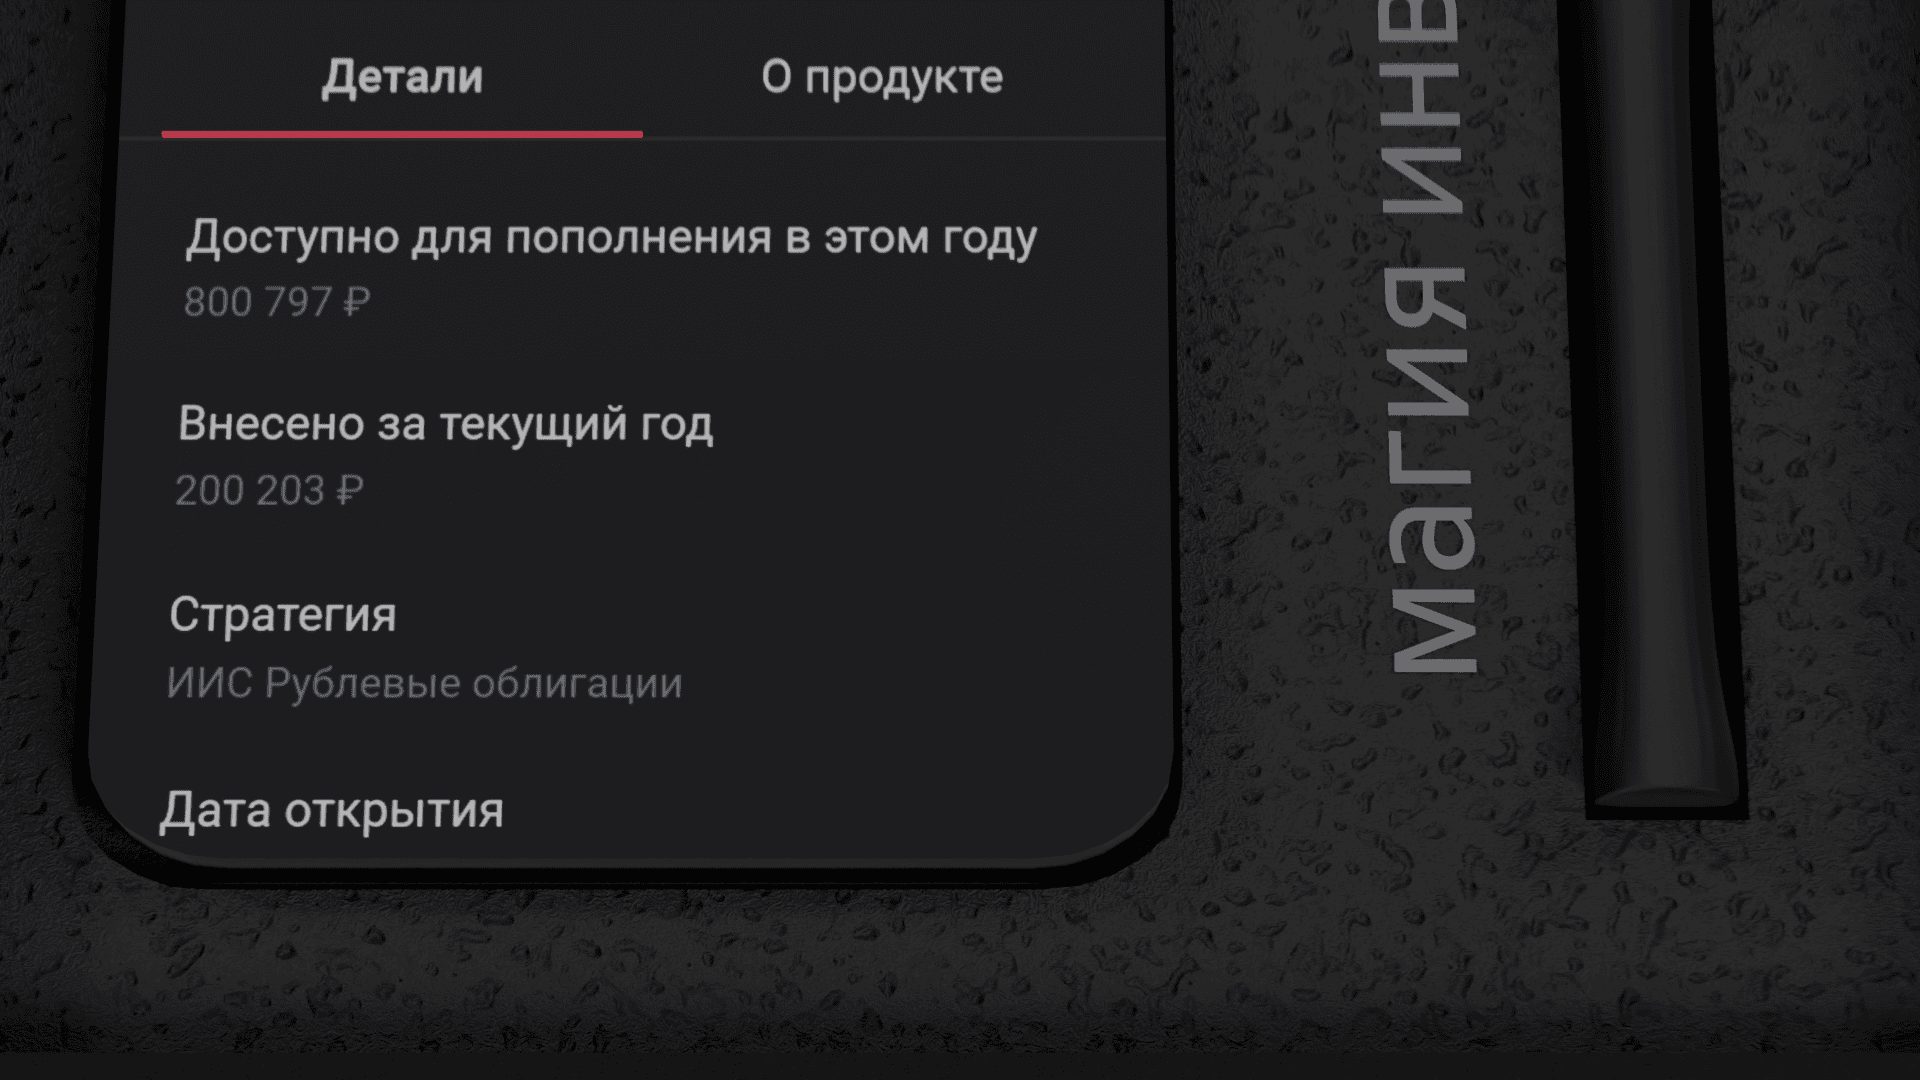 Детали
О продукте
Доступно для пополнения в этом году
800 797 ₽
Внесено за текущий год
200 203 ₽
Стратегия
ИИС Рублевые облигации
Дата открытия
магия